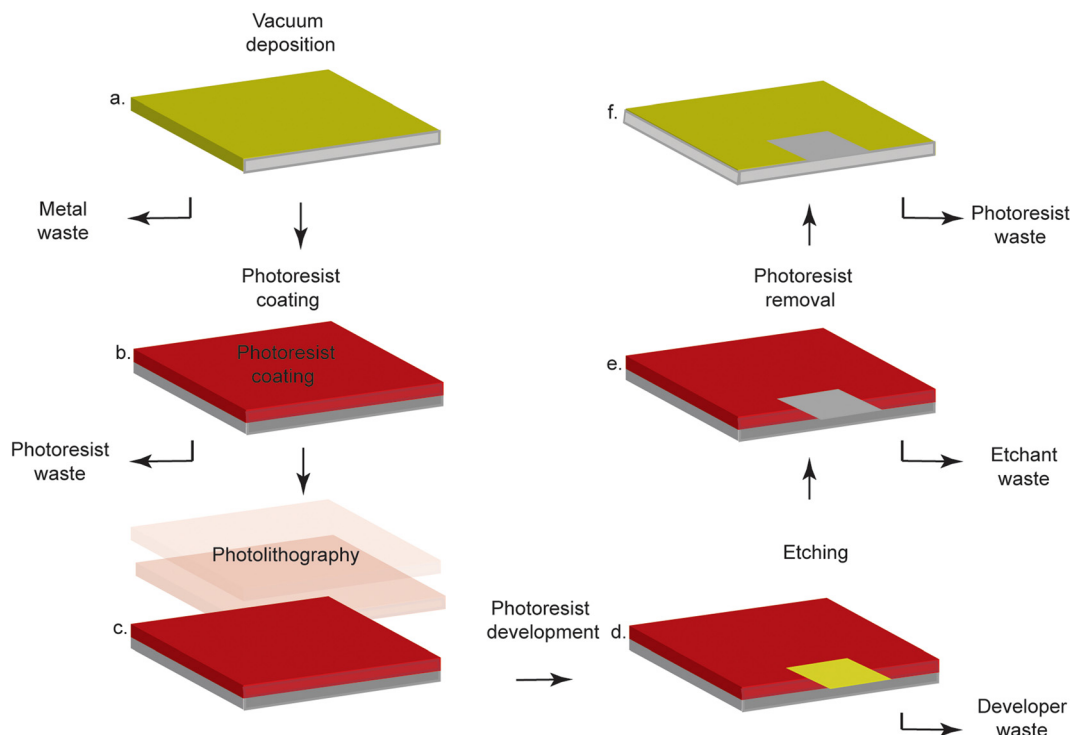 Vacuum
deposition
a.
Metal
waste
Photoresist
coating
b.
Photoresist
coating
Photoresist
waste
Photolithography
c.
Photoresist
development
d.
Developer
waste
Etching
e.
Etchant
waste
Photoresist
removal
f.
Photoresist
waste